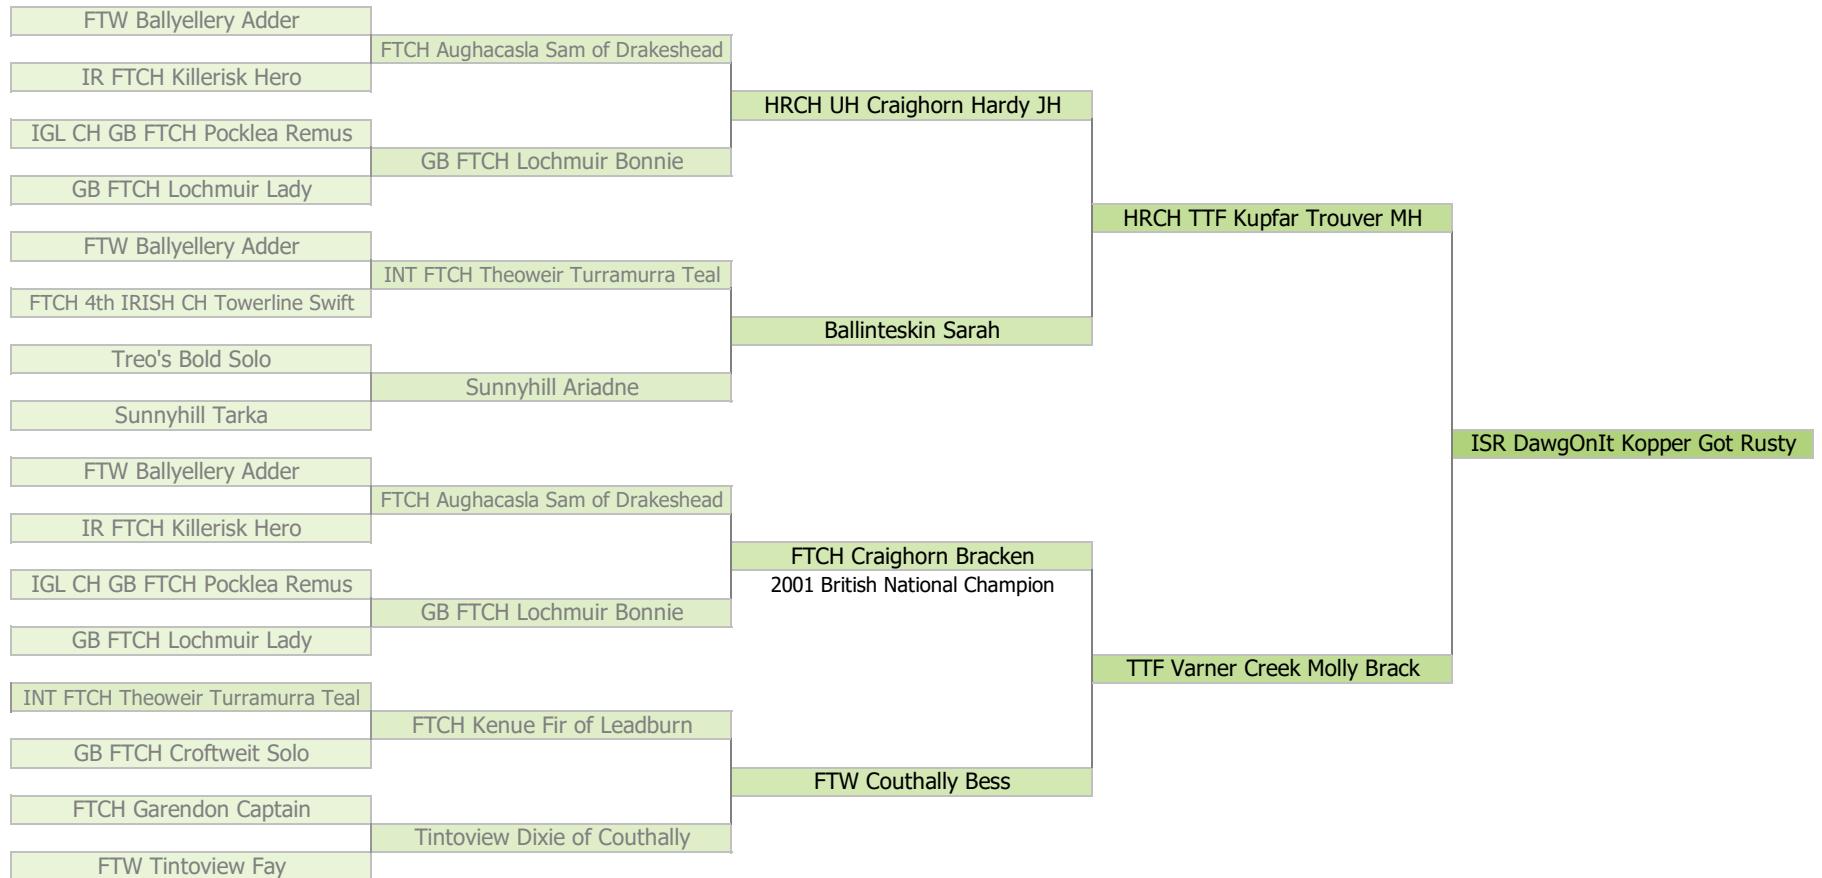 FTW Ballyellery Adder
FTCH Aughacasla Sam of Drakeshead
IR FTCH Killerisk Hero
HRCH UH Craighorn Hardy JH
IGL CH GB FTCH Pocklea Remus
GB FTCH Lochmuir Bonnie
GB FTCH Lochmuir Lady
HRCH TTF Kupfar Trouver MH
FTW Ballyellery Adder
INT FTCH Theoweir Turramurra Teal
FTCH 4th IRISH CH Towerline Swift
Ballinteskin Sarah
Treo's Bold Solo
Sunnyhill Ariadne
Sunnyhill Tarka
ISR DawgOnIt Kopper Got Rusty
FTW Ballyellery Adder
FTCH Aughacasla Sam of Drakeshead
IR FTCH Killerisk Hero
FTCH Craighorn Bracken
2001 British National Champion
IGL CH GB FTCH Pocklea Remus
GB FTCH Lochmuir Bonnie
GB FTCH Lochmuir Lady
TTF Varner Creek Molly Brack
INT FTCH Theoweir Turramurra Teal
FTCH Kenue Fir of Leadburn
GB FTCH Croftweit Solo
FTW Couthally Bess
FTCH Garendon Captain
Tintoview Dixie of Couthally
FTW Tintoview Fay